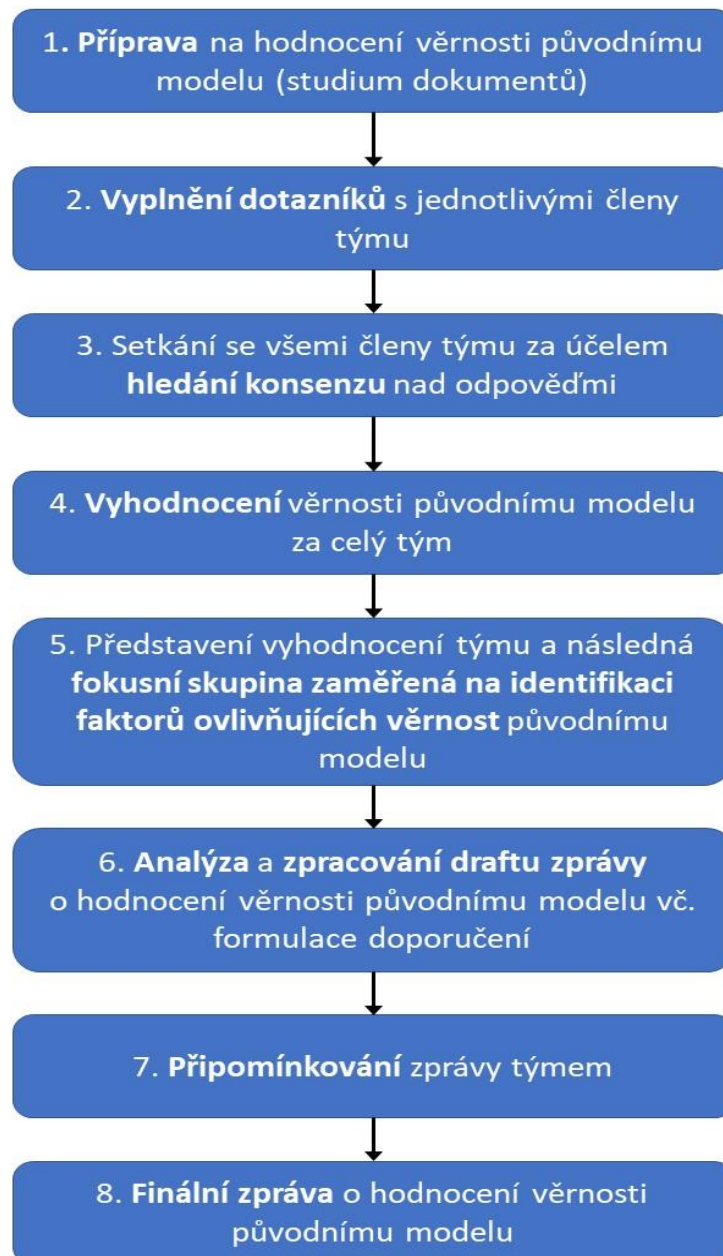 1. Příprava na hodnocení věrnosti původnímu
modelu (studium dokumentů)
2. Vyplnění dotazníků s jednotlivými členy
týmu
3. Setkání se všemi členy týmu za účelem
hledání konsenzu nad odpověďmi
4. Vyhodnocení věrnosti původnímu modelu
za celý tým
5. Představení vyhodnocení týmu a následná
fokusní skupina zaměřená na identifikaci
faktorů ovlivňujících věrnost původnímu
modelu
6. Analýza a zpracování draftu zprávy
o hodnocení věrnosti původnímu modelu vč.
formulace doporučení
7. Připomínkování zprávy týmem
8. Finální zpráva o hodnocení věrnosti
původnímu modelu